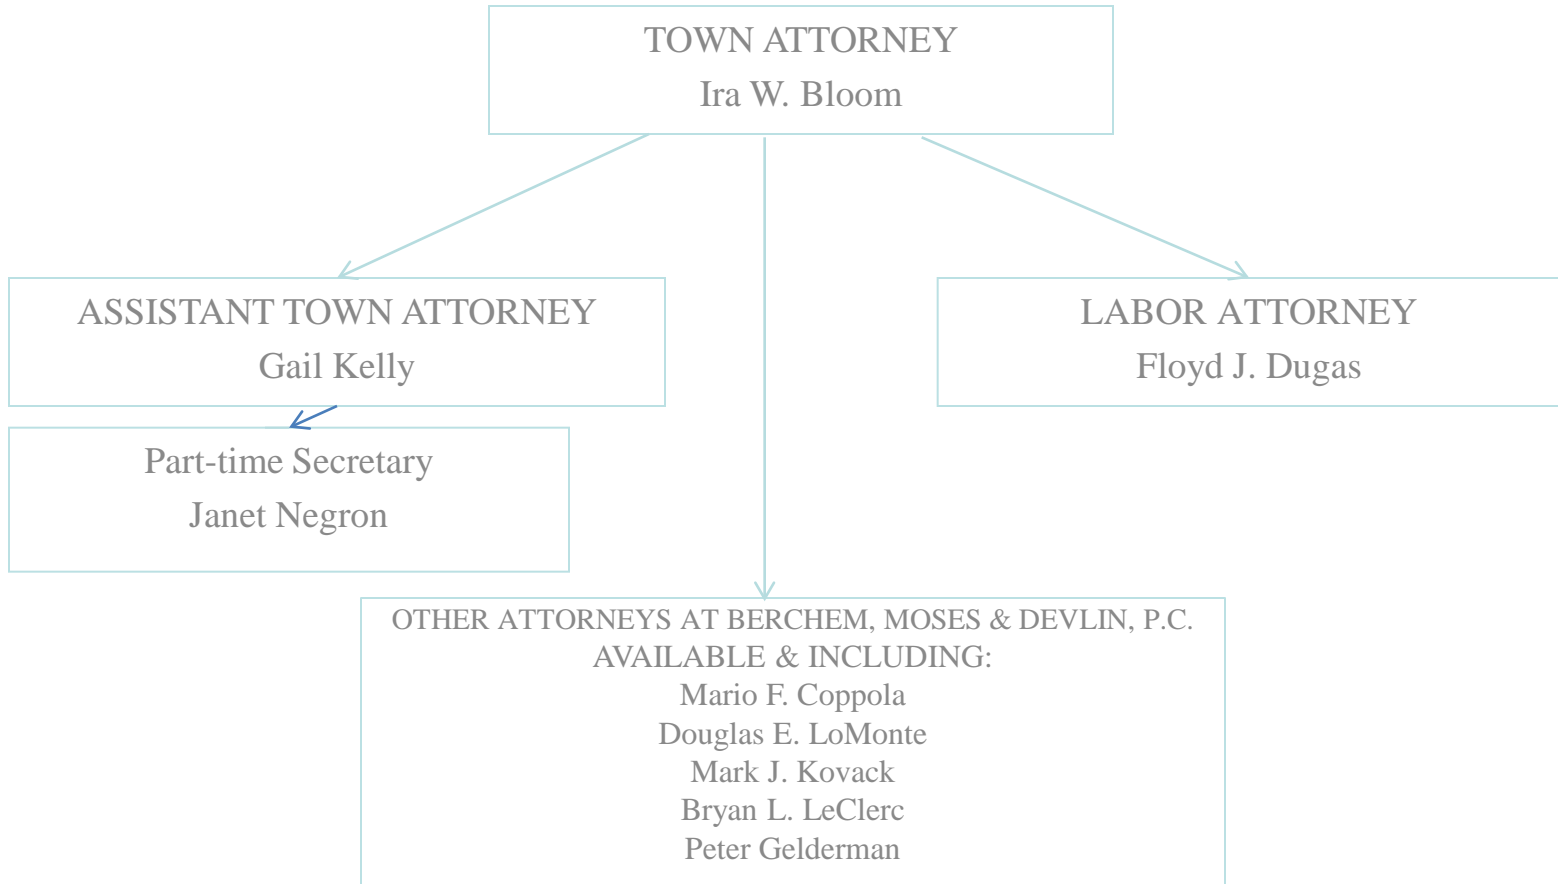 TOWN ATTORNEY
Ira W. Bloom
ASSISTANT TOWN ATTORNEY
Gail Kelly
LABOR ATTORNEY
Floyd J. Dugas
Part-time Secretary
Janet Negron
OTHER ATTORNEYS AT BERCHEM, MOSES & DEVLIN, P.C.
AVAILABLE & INCLUDING:
Mario F. Coppola
Douglas E. LoMonte
Mark J. Kovack
Bryan L. LeClerc
Peter Gelderman